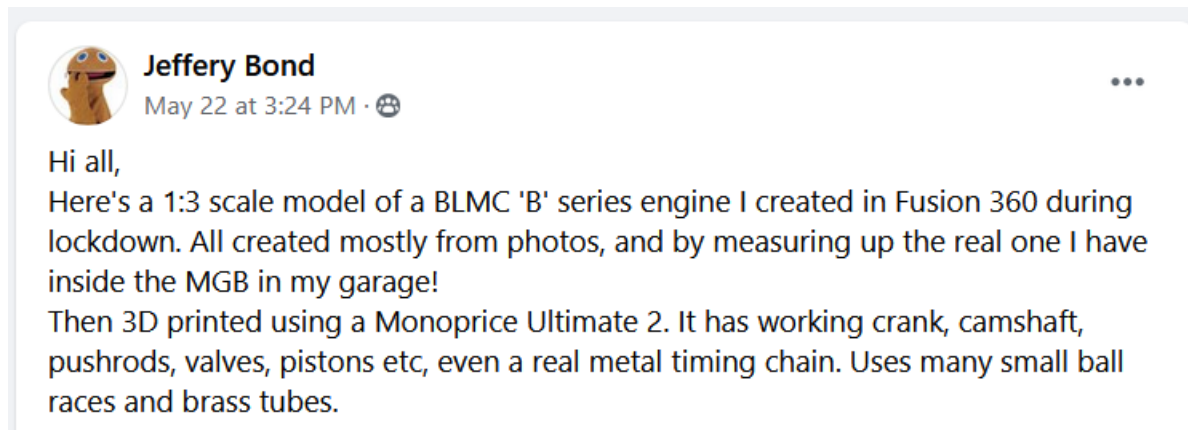 Jeffery Bond
May 22 at 3:24 PM ·
Hi all,
Here's a 1:3 scale model of a BLMC 'B' series engine I created in Fusion 360 during
lockdown. All created mostly from photos, and by measuring up the real one I have
inside the MGB in my garage!
Then 3D printed using a Monoprice Ultimate 2. It has working crank, camshaft,
pushrods, valves, pistons etc, even a real metal timing chain. Uses many small ball
races and brass tubes.